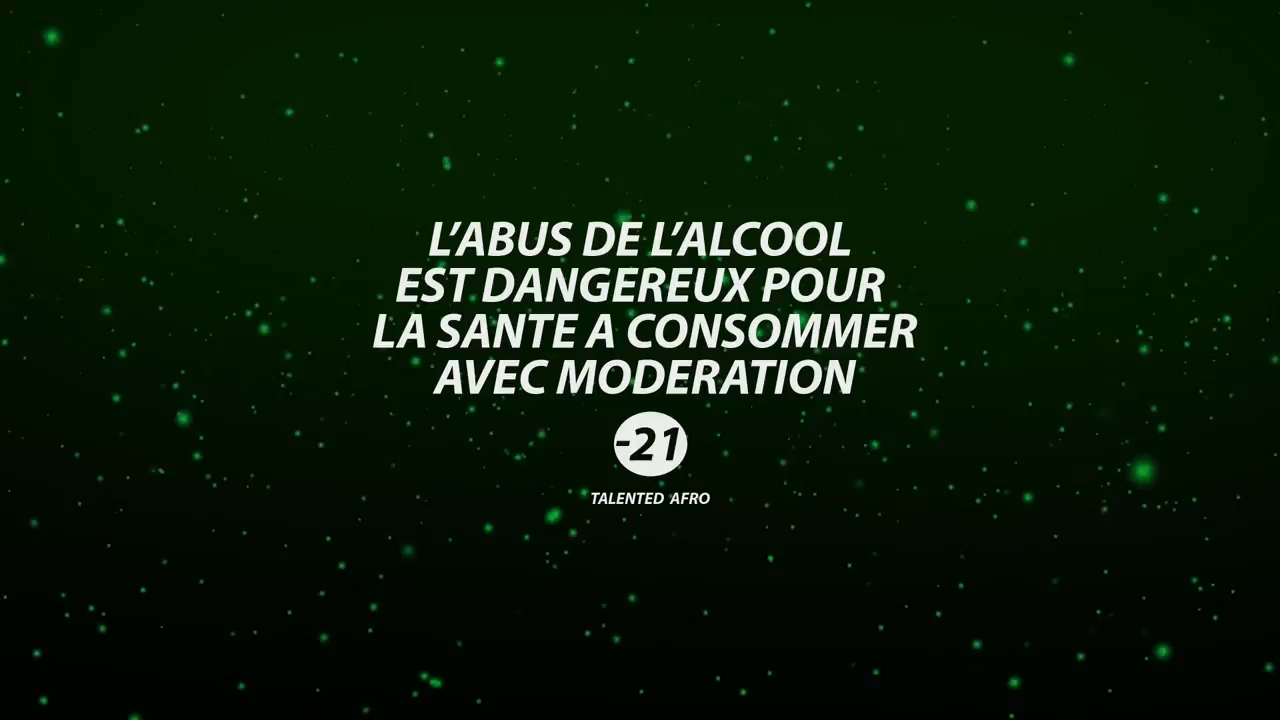 L’ABUS DE L’ALCOOL
EST DANGEREUX POUR
LA SANTE A CONSOMMER
AVEC MODERATION
-21
TALENTED AFRO